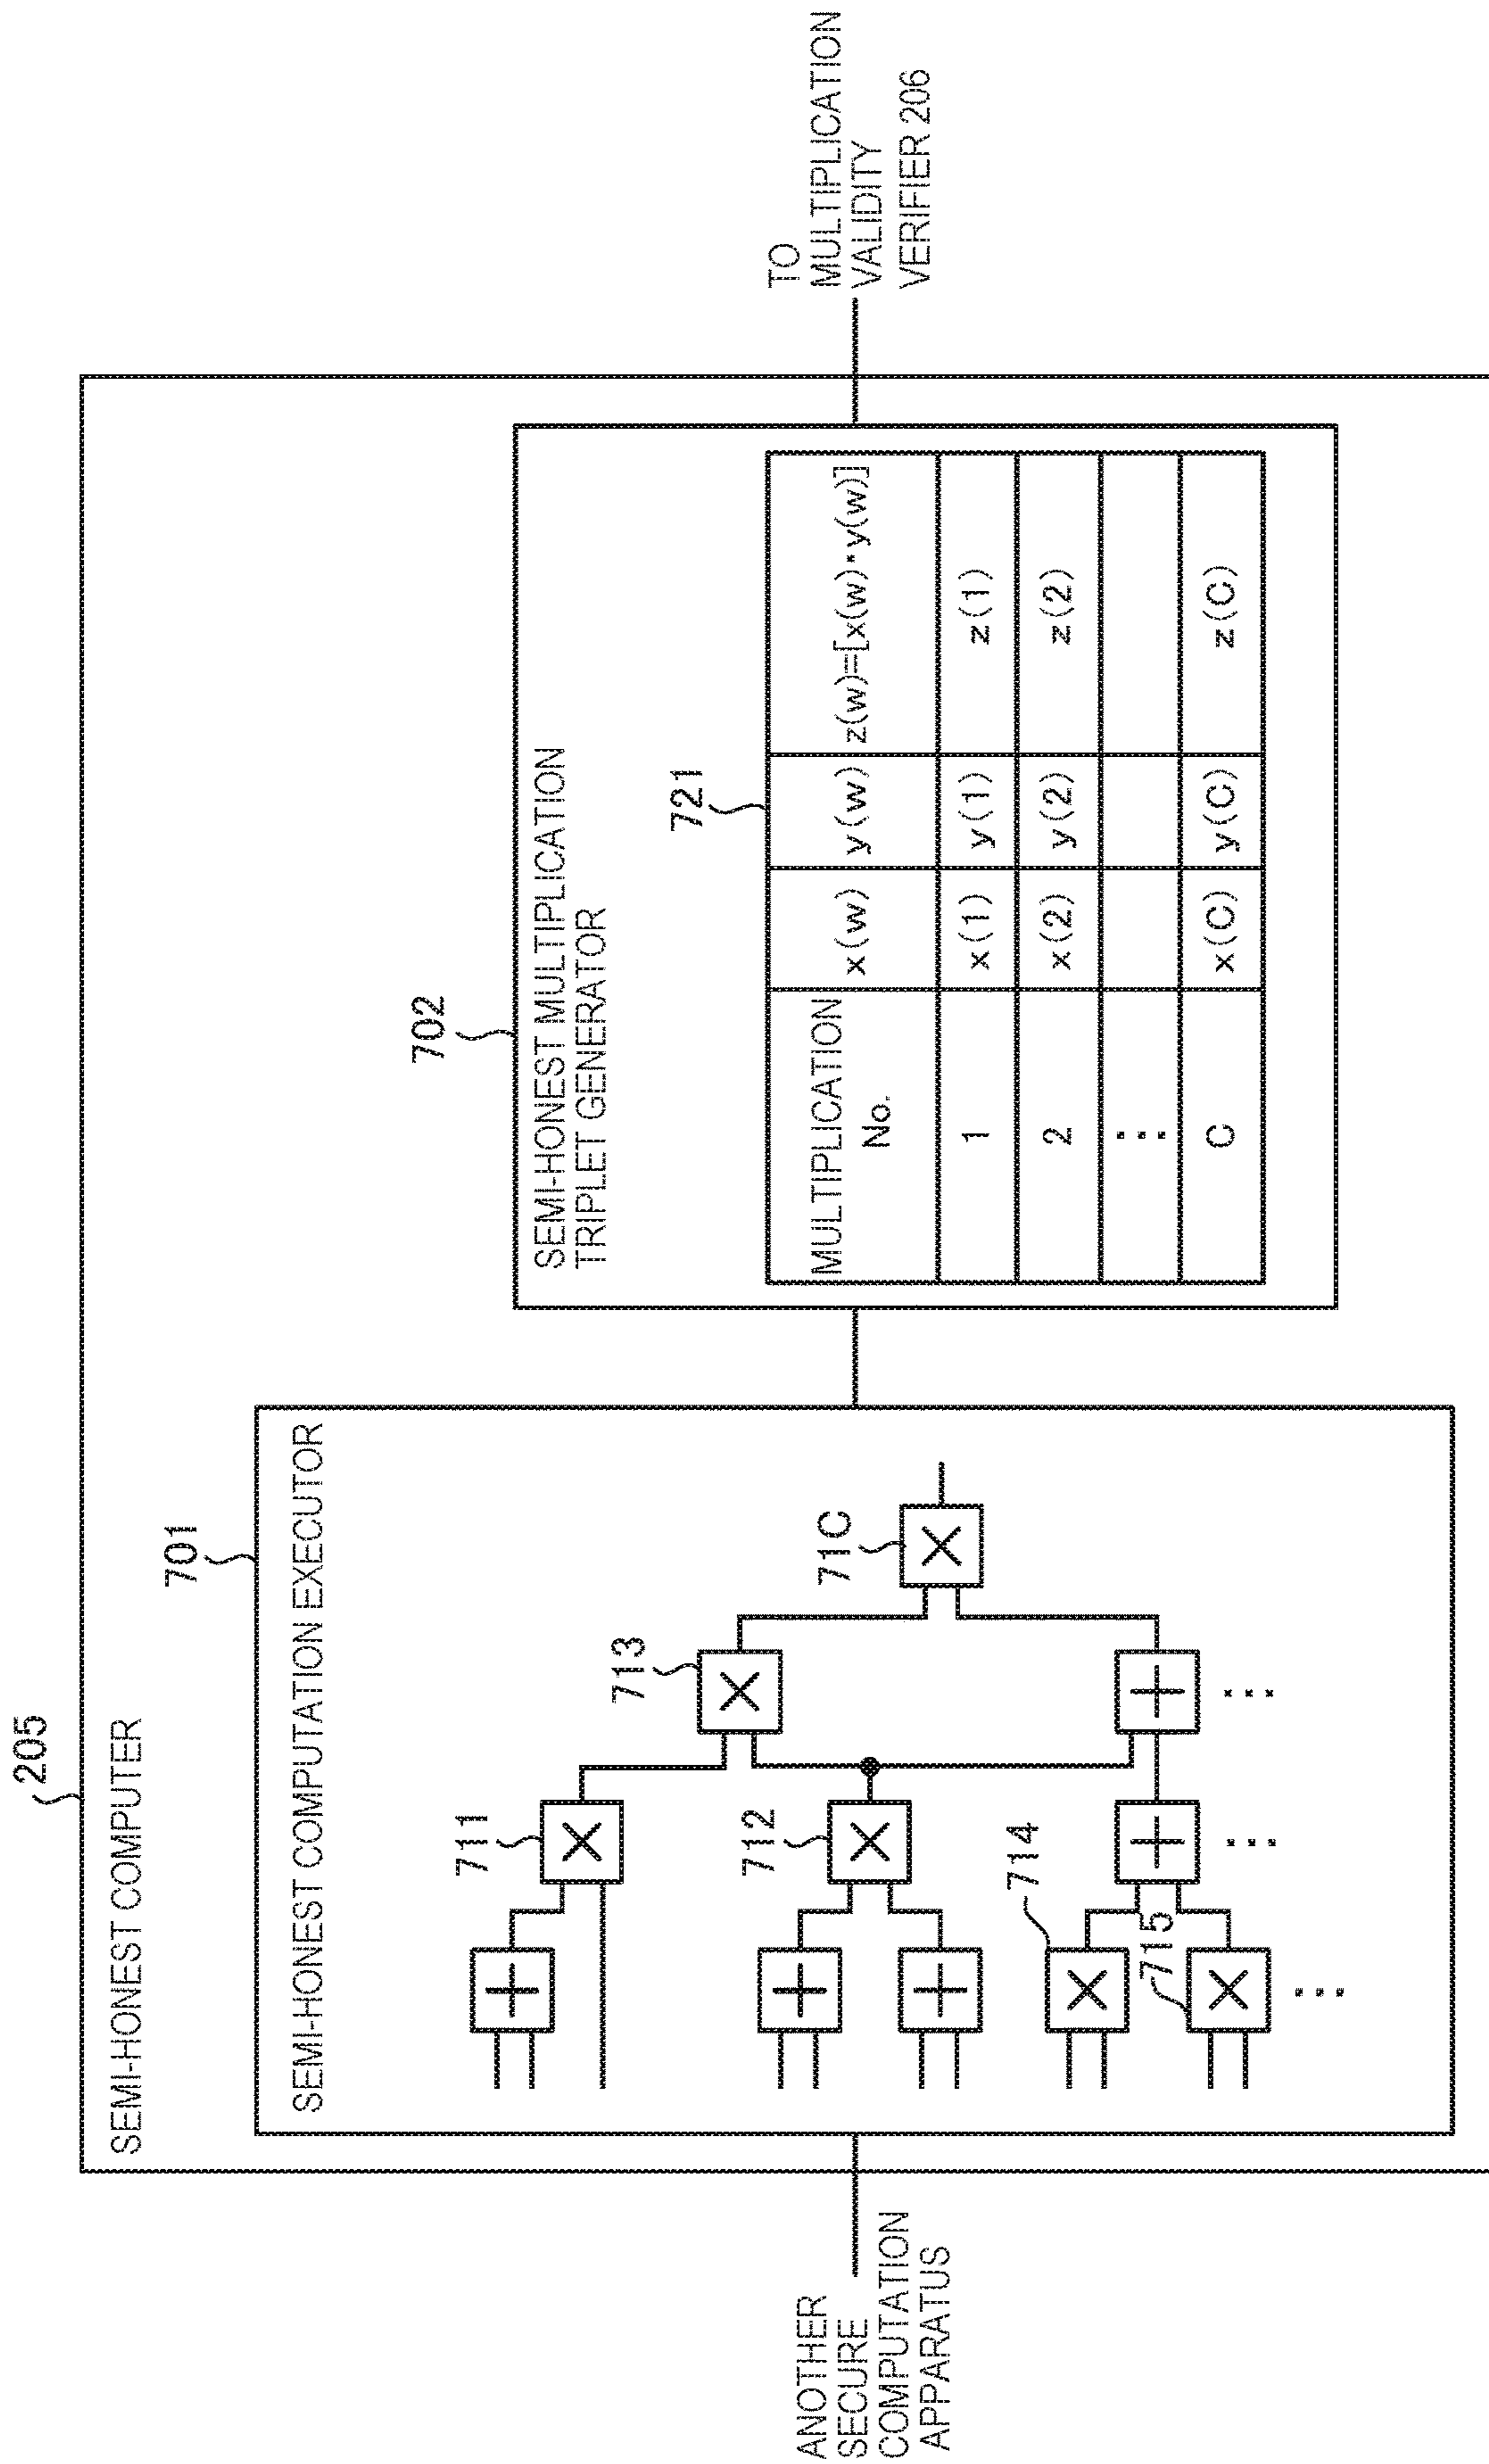 205
SEMI-HONEST COMPUTER
701
SEMI-HONEST COMPUTATION EXECUTOR
711
+
×
713
×
712
+
+
×
71C
×
714
×
715
×
+
+
...
...
...
702
SEMI-HONEST MULTIPLICATION
TRIPLET GENERATOR
721
MULTIPLICATION No. x(w) y(w) z(w)=[x(w)・y(w)]
1 x(1) y(1) z(1)
2 x(2) y(2) z(2)
...
C x(C) y(C) z(C)
ANOTHER
SECURE
COMPUTATION
APPARATUS
TO
MULTIPLICATION
VALIDITY
VERIFIER 206